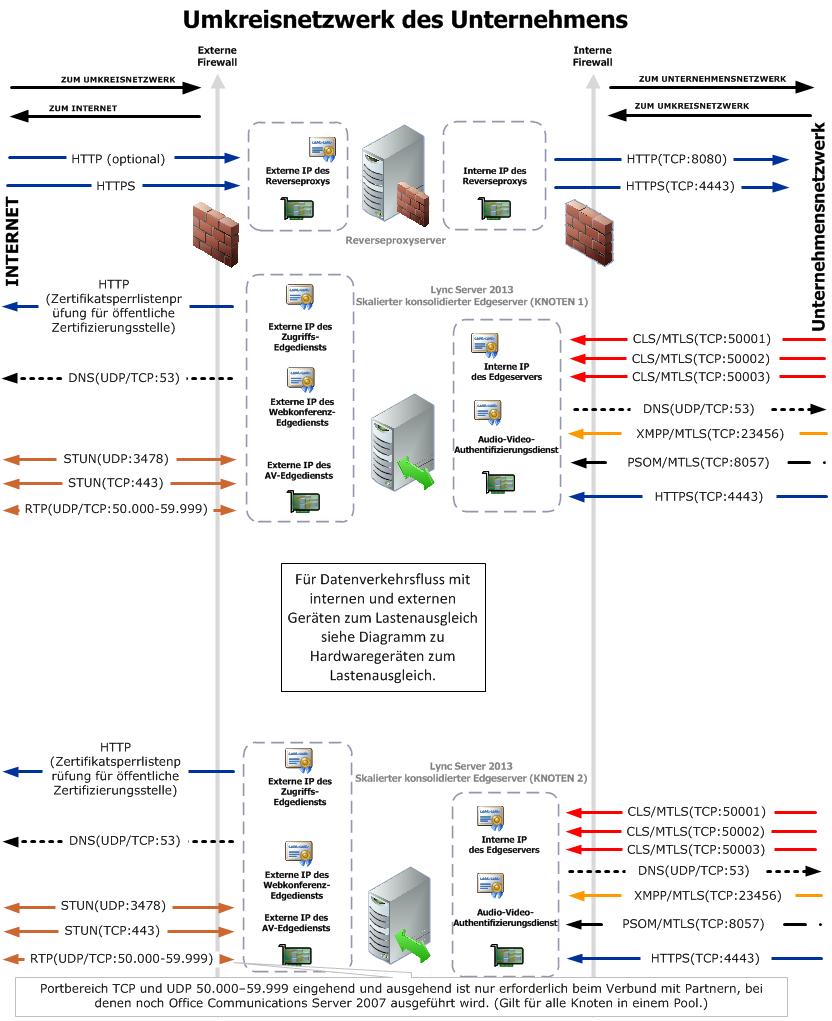 Umkreisnetzwerk des Unternehmens
Externe
Firewall
Interne
Firewall
ZUM UMKREISNETZWERK
ZUM INTERNET
ZUM UNTERNEHMENSNETZWERK
ZUM UMKREISNETZWERK
INTERNET
Unternehmensnetzwerk
HTTP (optional)
HTTPS
Externe IP des
Reverseproxys
Reverseproxyserver
Interne IP des
Reverseproxys
HTTP(TCP:8080)
HTTPS(TCP:4443)
HTTP
(Zertifikatsperrlistenpr
üfung für öffentliche
Zertifizierungsstelle)
DNS(UDP/TCP:53)
STUN(UDP:3478)
STUN(TCP:443)
RTP(UDP/TCP:50.000-59.999)
Externe IP des
Zugriffs-
Edgediensts
Externe IP des
Webkonferenz-
Edgediensts
Externe IP des
AV-Edgediensts
Lync Server 2013
Skalierter konsolidierter Edgeserver (KNOTEN 1)
Interne IP
des Edgeservers
Audio-Video-
Authentifizierungsdienst
CLS/MTLS(TCP:50001)
CLS/MTLS(TCP:50002)
CLS/MTLS(TCP:50003)
DNS(UDP/TCP:53)
XMPP/MTLS(TCP:23456)
PSOM/MTLS(TCP:8057)
HTTPS(TCP:4443)
Für Datenverkehrsfluss mit
internen und externen
Geräten zum Lastenausgleich
siehe Diagramm zu
Hardwaregeräten zum
Lastenausgleich.
HTTP
(Zertifikatsperrlistenp
rüfung für öffentliche
Zertifizierungsstelle)
DNS(UDP/TCP:53)
STUN(UDP:3478)
STUN(TCP:443)
RTP(UDP/TCP:50.000-59.999)
Externe IP des
Zugriffs-
Edgediensts
Externe IP des
Webkonferenz-
Edgediensts
Externe IP des
AV-Edgediensts
Lync Server 2013
Skalierter konsolidierter Edgeserver (KNOTEN 2)
Interne IP
des Edgeservers
Audio-Video-
Authentifizierungsdienst
CLS/MTLS(TCP:50001)
CLS/MTLS(TCP:50002)
CLS/MTLS(TCP:50003)
DNS(UDP/TCP:53)
XMPP/MTLS(TCP:23456)
PSOM/MTLS(TCP:8057)
HTTPS(TCP:4443)
Portbereich TCP und UDP 50.000–59.999 eingehend und ausgehend ist nur erforderlich beim Verbund mit Partnern, bei
denen noch Office Communications Server 2007 ausgeführt wird. (Gilt für alle Knoten in einem Pool.)